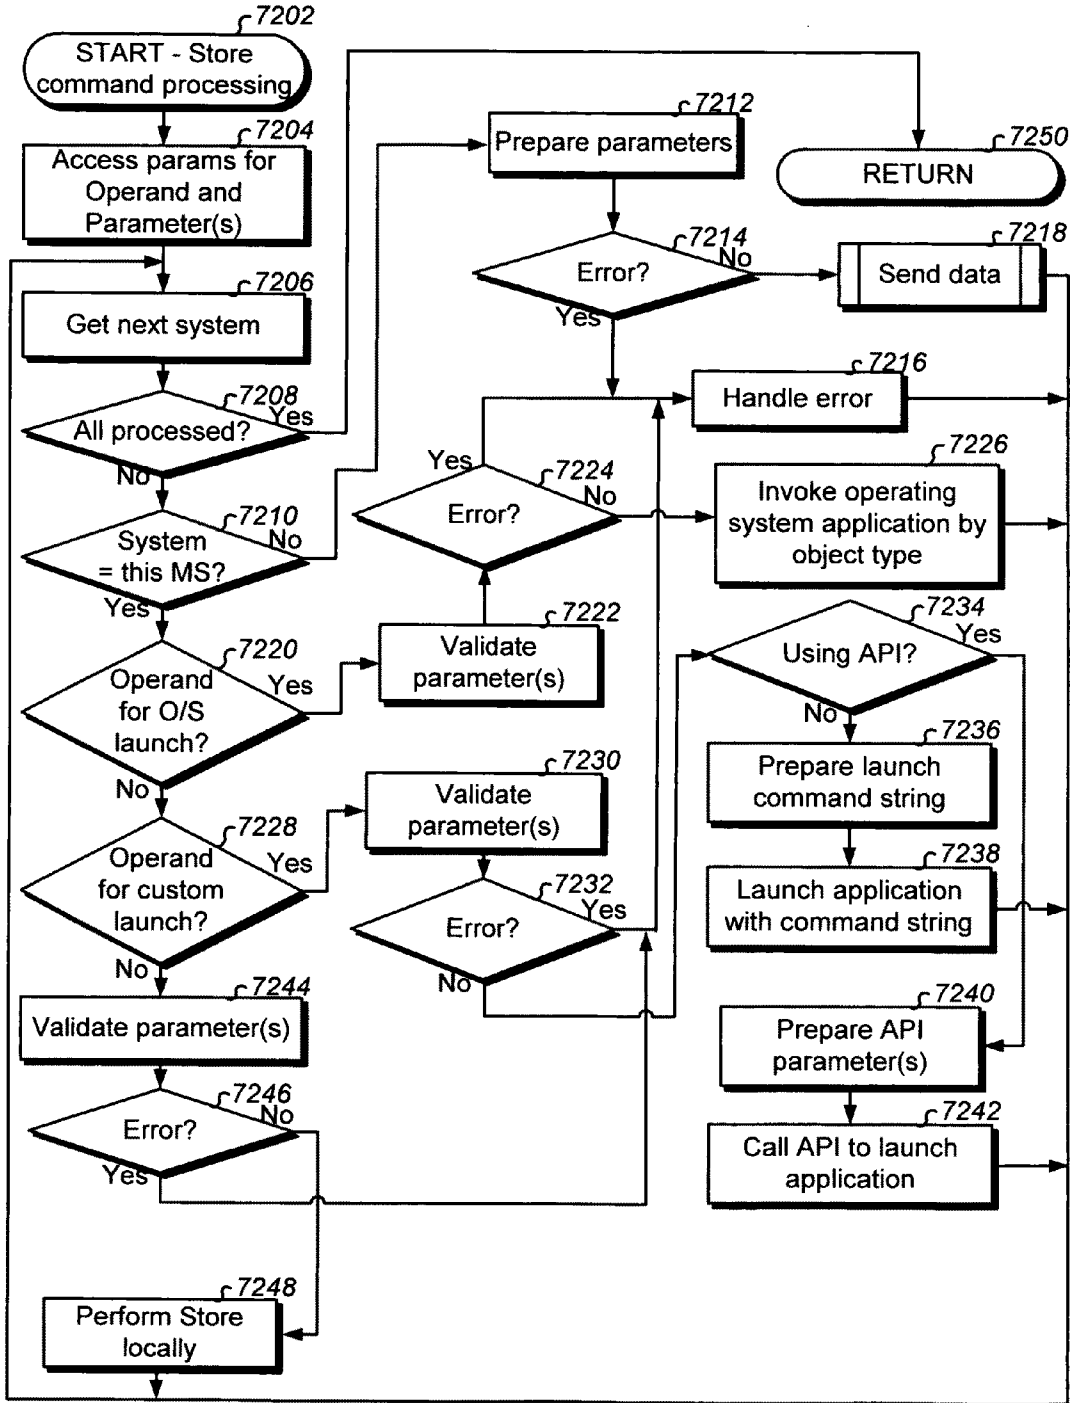 7202
START - Store
command processing
7204
Access params for
Operand and
Parameter(s)
7206
Get next system
7208
All processed?
Yes
No
7210
System
= this MS?
No
Yes
7212
Prepare parameters
7214
Error?
No
Yes
7250
RETURN
7218
Send data
7216
Handle error
7220
Operand
for O/S
launch?
Yes
No
7222
Validate
parameter(s)
7224
Error?
Yes
No
7226
Invoke operating
system application by
object type
7228
Operand
for custom
launch?
Yes
No
7230
Validate
parameter(s)
7232
Error?
Yes
No
7234
Using API?
Yes
No
7236
Prepare launch
command string
7238
Launch application
with command string
7240
Prepare API
parameter(s)
7242
Call API to launch
application
7244
Validate parameter(s)
7246
Error?
No
Yes
7248
Perform Store
locally